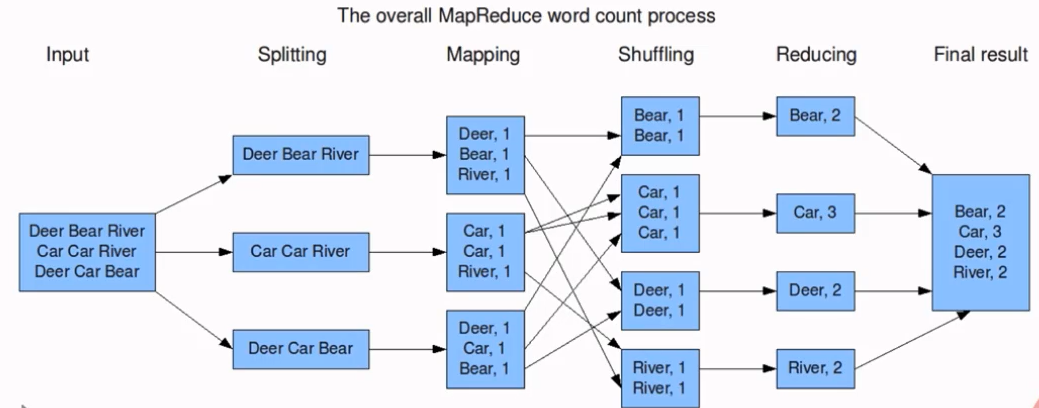 The overall MapReduce word count process
Input
Splitting
Mapping
Shuffling
Reducing
Final result
Deer Bear River
Car Car River
Deer Car Bear
Deer Bear River
Car Car River
Deer Car Bear
Deer, 1
Bear, 1
River, 1
Car, 1
Car, 1
River, 1
Deer, 1
Car, 1
Bear, 1
Bear, 1
Bear, 1
Car, 1
Car, 1
Car, 1
Deer, 1
Deer, 1
River, 1
River, 1
Bear, 2
Car, 3
Deer, 2
River, 2
Bear, 2
Car, 3
Deer, 2
River, 2